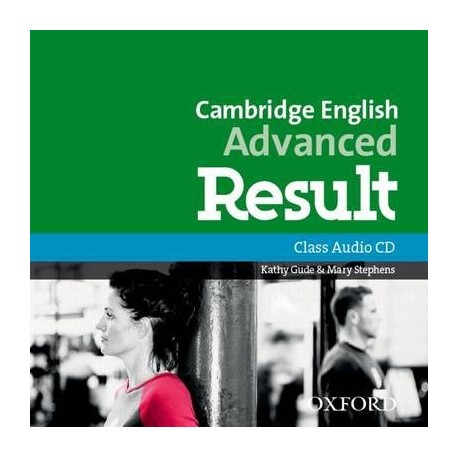 Cambridge English
Advanced
Result
Class Audio CD
Kathy Gude & Mary Stephens
OXFORD